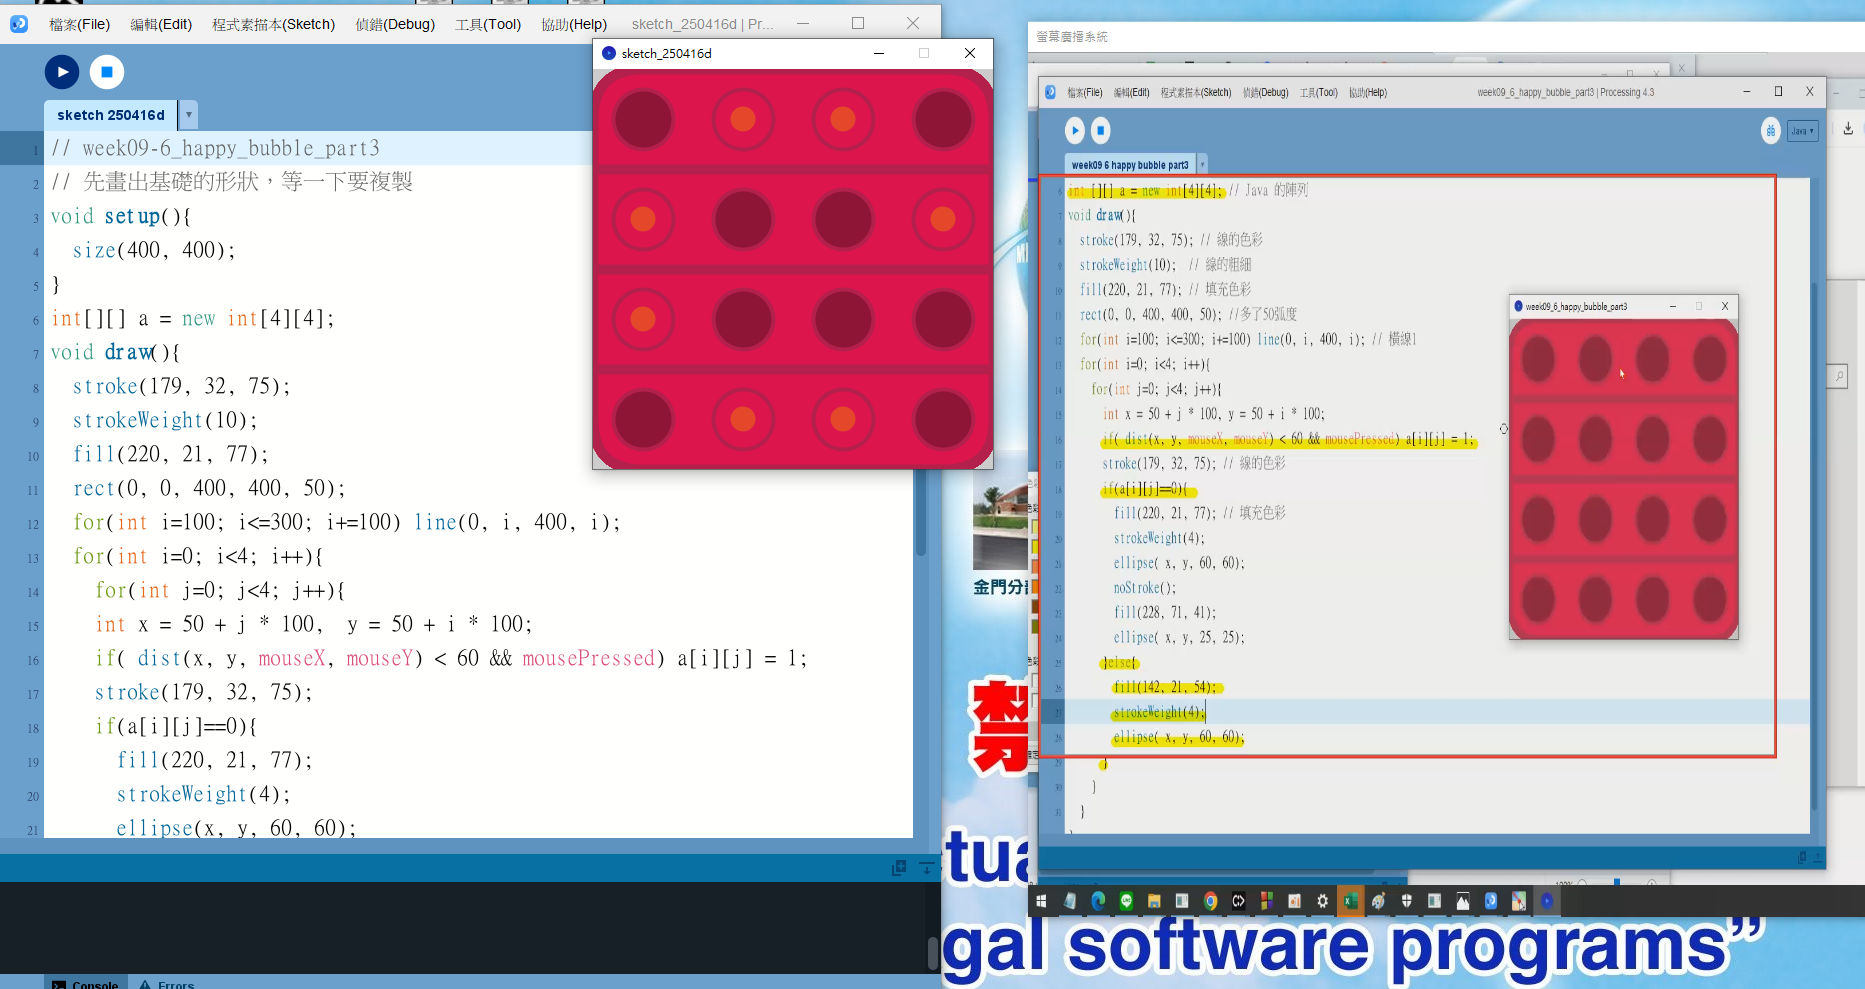 檔案(File) 編輯(Edit) 程式素描本(Sketch) 偵錯(Debug) 工具(Tool) 協助(Help) sketch_250416d | Pr...
sketch_250416d
sketch 250416d
1 // week09-6_happy_bubble_part3
2 // 先畫出基礎的形狀，等一下要複製
3 void setup(){
4 size(400, 400);
5 }
6 int[][] a = new int[4][4];
7 void draw(){
8 stroke(179, 32, 75);
9 strokeWeight(10);
10 fill(220, 21, 77);
11 rect(0, 0, 400, 400, 50);
12 for(int i=100; i<=300; i+=100) line(0, i, 400, i);
13 for(int i=0; i<4; i++){
14 for(int j=0; j<4; j++){
15 int x = 50 + j * 100, y = 50 + i * 100;
16 if( dist(x, y, mouseX, mouseY) < 60 && mousePressed) a[i][j] = 1;
17 stroke(179, 32, 75);
18 if(a[i][j]==0){
19 fill(220, 21, 77);
20 strokeWeight(4);
21 ellipse(x, y, 60, 60);
Console Errors
螢幕廣播系統
檔案(File) 編輯(Edit) 程式素描本(Sketch) 偵錯(Debug) 工具(Tool) 協助(Help) week09_6_happy_bubble_part3 | Processing 4.3
Java
week09 6 happy bubble part3
6 int [][] a = new int[4][4]; // Java 的陣列
7 void draw(){
8 stroke(179, 32, 75); // 線的色彩
9 strokeWeight(10); // 線的粗細
10 fill(220, 21, 77); // 填充色彩
11 rect(0, 0, 400, 400, 50); //多了50弧度
12 for(int i=100; i<=300; i+=100) line(0, i, 400, i); // 橫線1
13 for(int i=0; i<4; i++){
14 for(int j=0; j<4; j++){
15 int x = 50 + j * 100, y = 50 + i * 100;
16 if( dist(x, y, mouseX, mouseY) < 60 && mousePressed) a[i][j] = 1;
17 stroke(179, 32, 75); // 線的色彩
18 if(a[i][j]==0){
19 fill(220, 21, 77); // 填充色彩
20 strokeWeight(4);
21 ellipse( x, y, 60, 60);
22 noStroke();
23 fill(228, 71, 41);
24 ellipse( x, y, 25, 25);
25 }else{
26 fill(142, 21, 54);
27 strokeWeight(4);
28 ellipse( x, y, 60, 60);
29 }
30 }
31 }
week09_6_happy_bubble_part3
金門分
禁
tua
gal software programs”